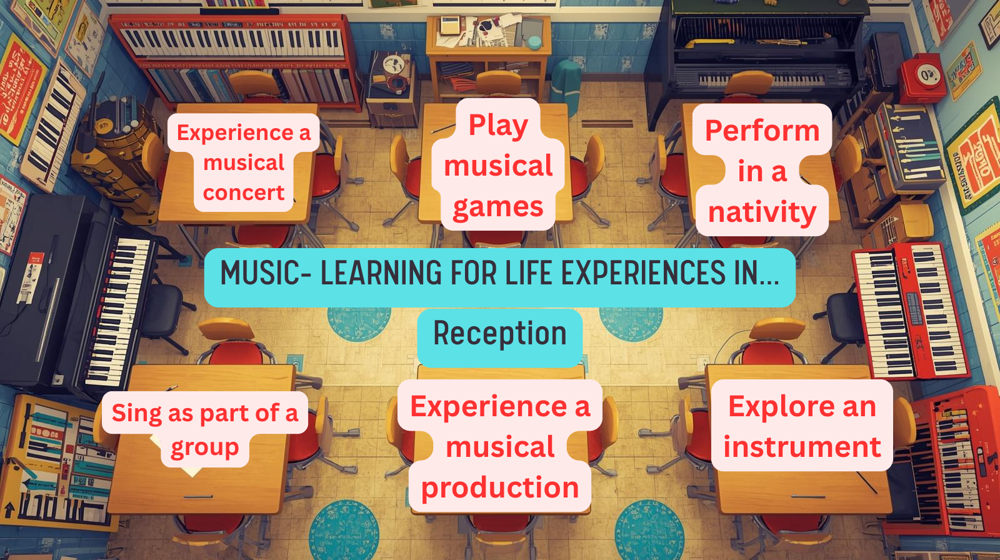 Experience a
musical
concert
Play
musical
games
Perform
in a
nativity
MUSIC- LEARNING FOR LIFE EXPERIENCES IN...
Reception
Sing as part of a
group
Experience a
musical
production
Explore an
instrument